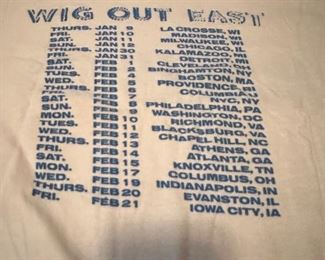 WIG OUT EAST
THURS. JAN 9 LA CROSSE, WI
FRI. JAN 10 MADISON, WI
SAT. JAN 11 MILWAUKEE, WI
SUN. JAN 12 CHICAGO, IL
THURS. JAN 30 KALAMAZOO, MI
FRI. JAN 31 DETROIT, MI
SAT. FEB 1 CLEVELAND, OH
SUN. FEB 2 BINGHAMTON, NY
TUES. FEB 4 BOSTON, MA
WED. FEB 5 PROVIDENCE, RI
THURS. FEB 6 COLUMBIA
FRI. FEB 7 NYC, NY
SAT. FEB 8 PHILADELPHIA, PA
SUN. FEB 9 WASHINGTON, DC
MON. FEB 10 RICHMOND, VA
TUES. FEB 11 BLACKSBURG, VA
WED. FEB 12 CHAPEL HILL, NC
THURS. FEB 13 ATHENS, GA
FRI. FEB 14 ATLANTA, GA
SAT. FEB 15 KNOXVILLE, TN
MON. FEB 17 COLUMBUS, OH
WED. FEB 19 INDIANAPOLIS, IN
THURS. FEB 20 EVANSTON, IL
FRI. FEB 21 IOWA CITY, IA